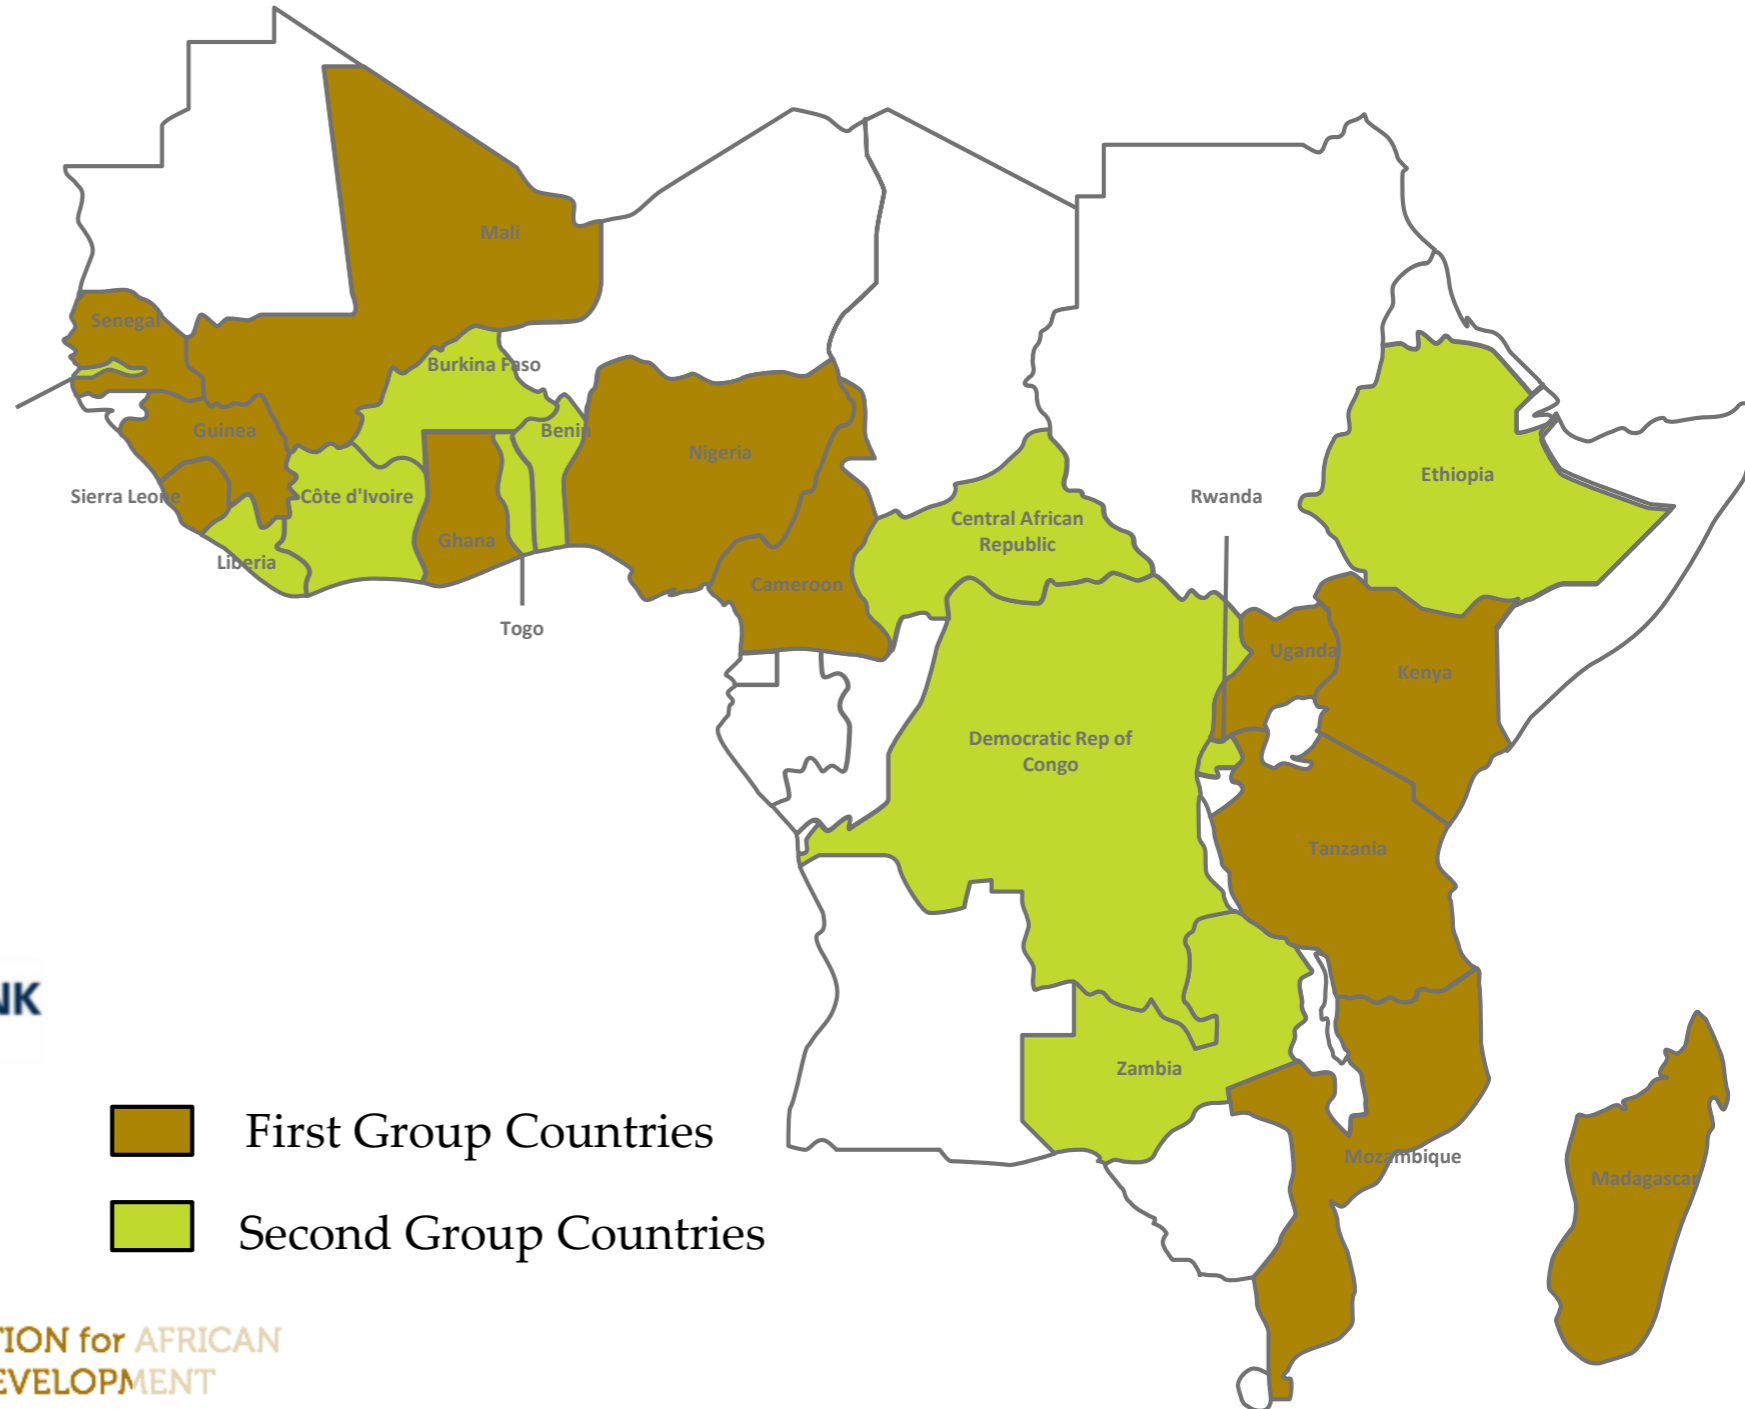 Mali
Senegal
Burkina Faso
Guinea
Benin
Nigeria
Sierra Leone
Côte d'Ivoire
Ghana
Liberia
Togo
Cameroon
Central African
Republic
Rwanda
Ethiopia
Uganda
Kenya
Democratic Rep of
Congo
Tanzania
Zambia
Mozambique
Madagascar
NK
First Group Countries
Second Group Countries
TION for AFRICAN
EVELOPMENT